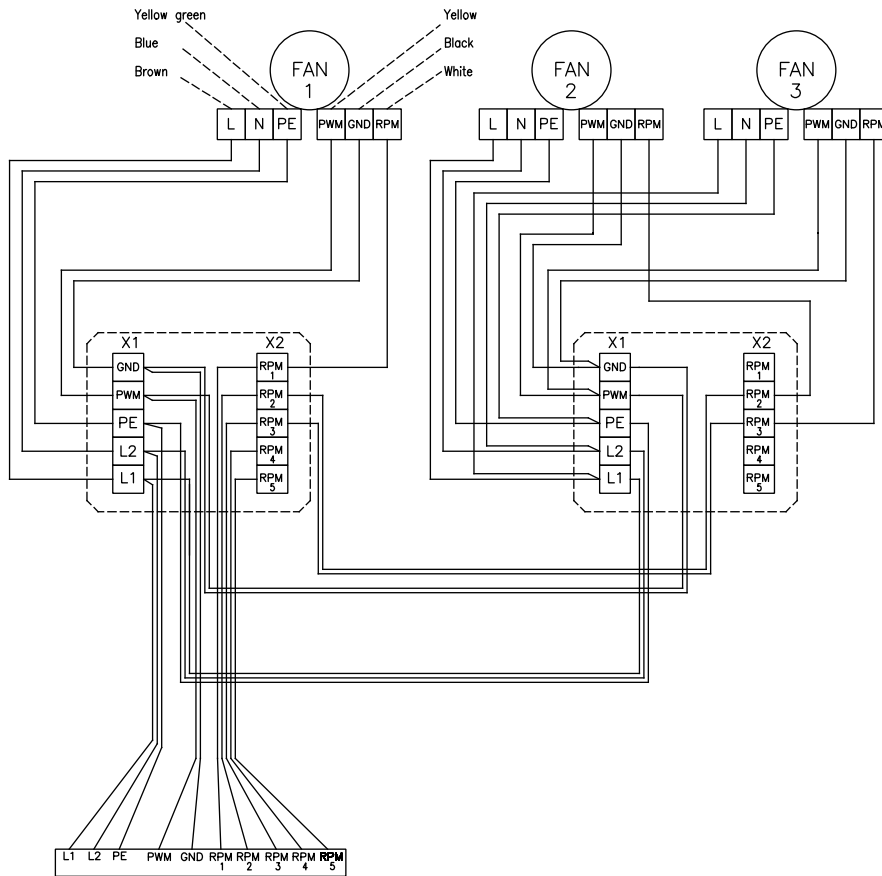 Yellow green
Blue
Brown
FAN
1
Yellow
Black
White
FAN
2
FAN
3
L N PE PWM GND RPM
L N PE PWM GND RPM
L N PE PWM GND RPM
X1
GND
PWM
PE
L2
L1
X2
RPM
1
RPM
2
RPM
3
RPM
4
RPM
5
X1
GND
PWM
PE
L2
L1
X2
RPM
1
RPM
2
RPM
3
RPM
4
RPM
5
L1 L2 PE PWM GND RPM RPM RPM RPM RPM
1 2 3 4 5